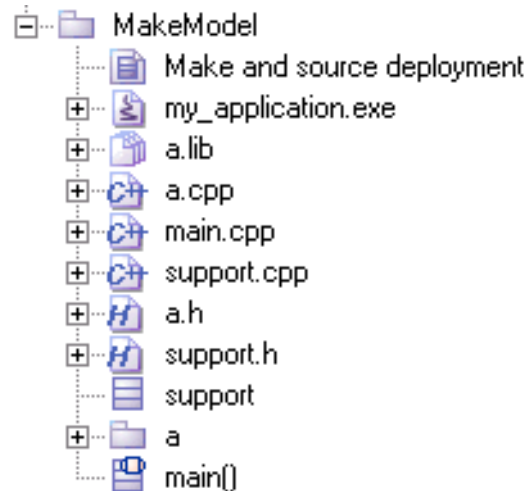 MakeModel
Make and source deployment
my_application.exe
a.lib
a.cpp
main.cpp
support.cpp
a.h
support.h
support
a
main()